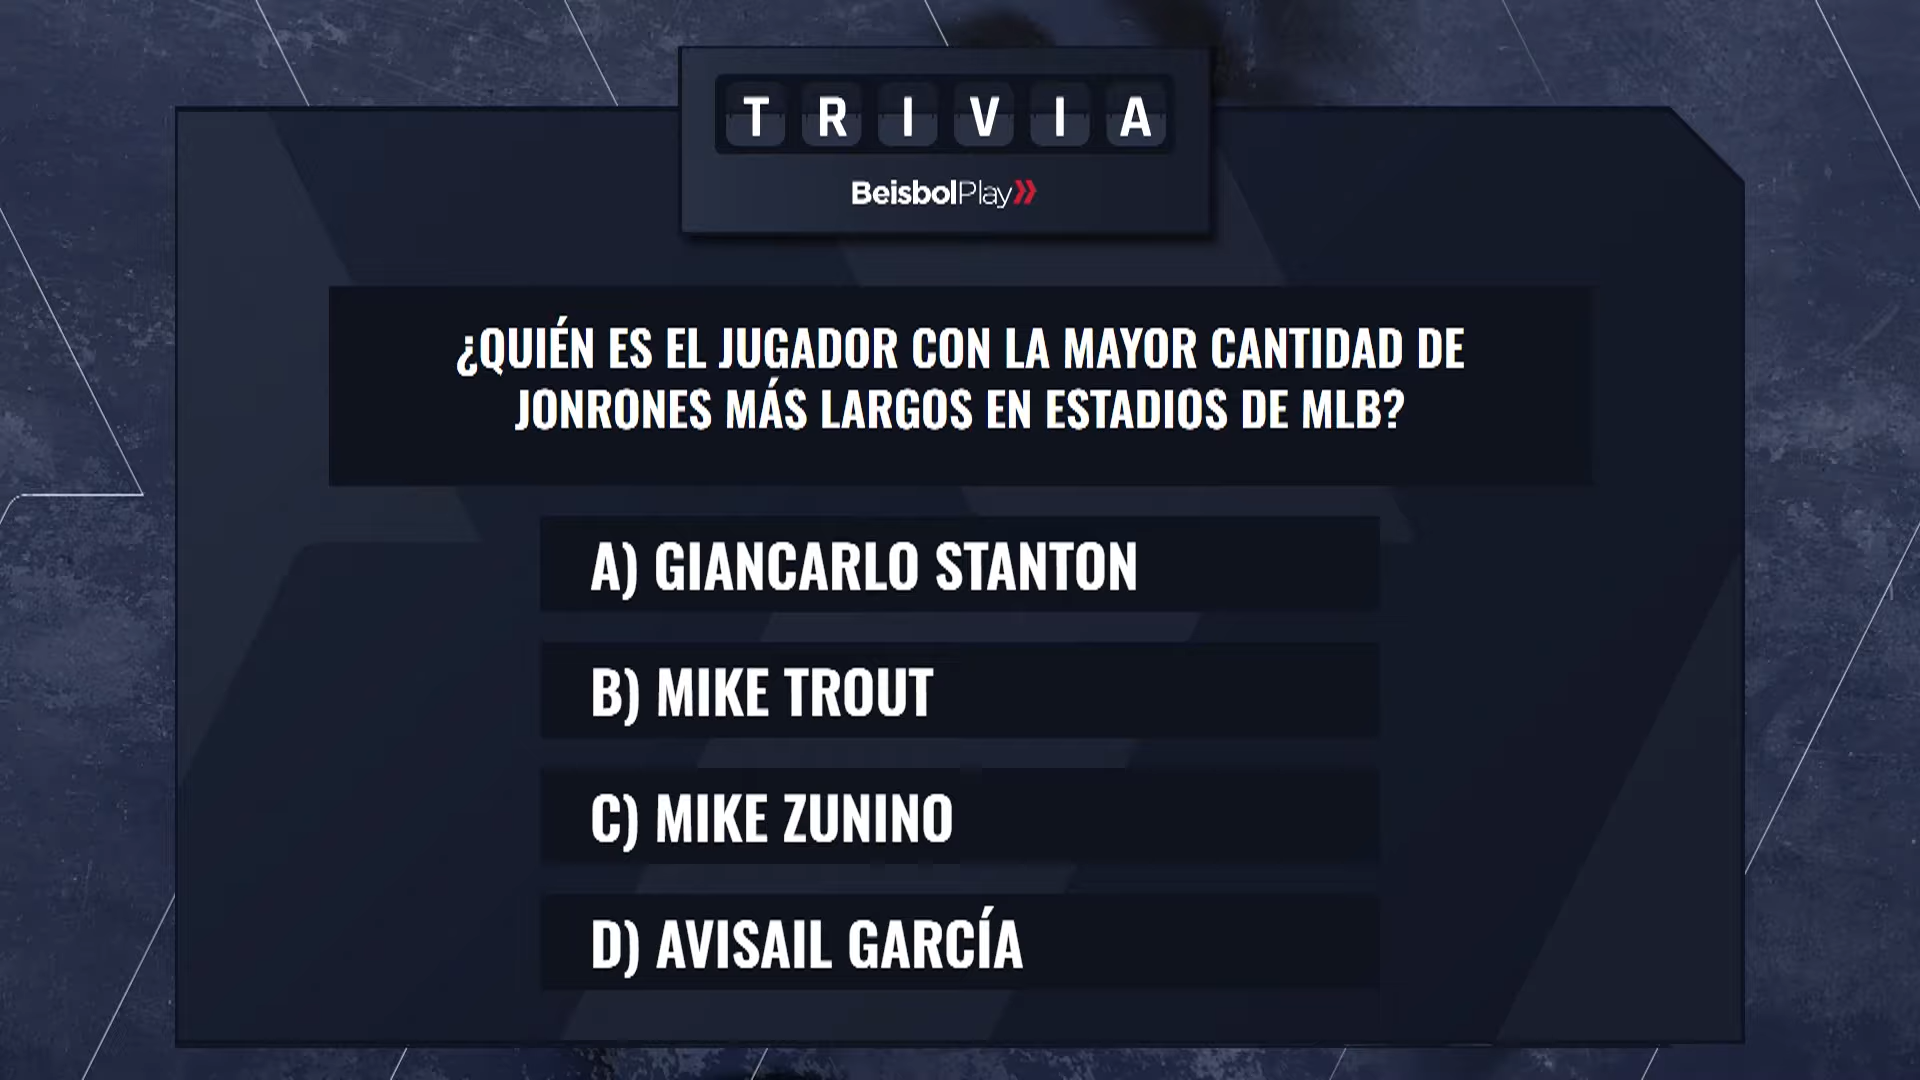 TRIVIA
BeisbolPlay
¿QUIÉN ES EL JUGADOR CON LA MAYOR CANTIDAD DE
JONRONES MÁS LARGOS EN ESTADIOS DE MLB?
A) GIANCARLO STANTON
B) MIKE TROUT
C) MIKE ZUNINO
D) AVISAIL GARCÍA